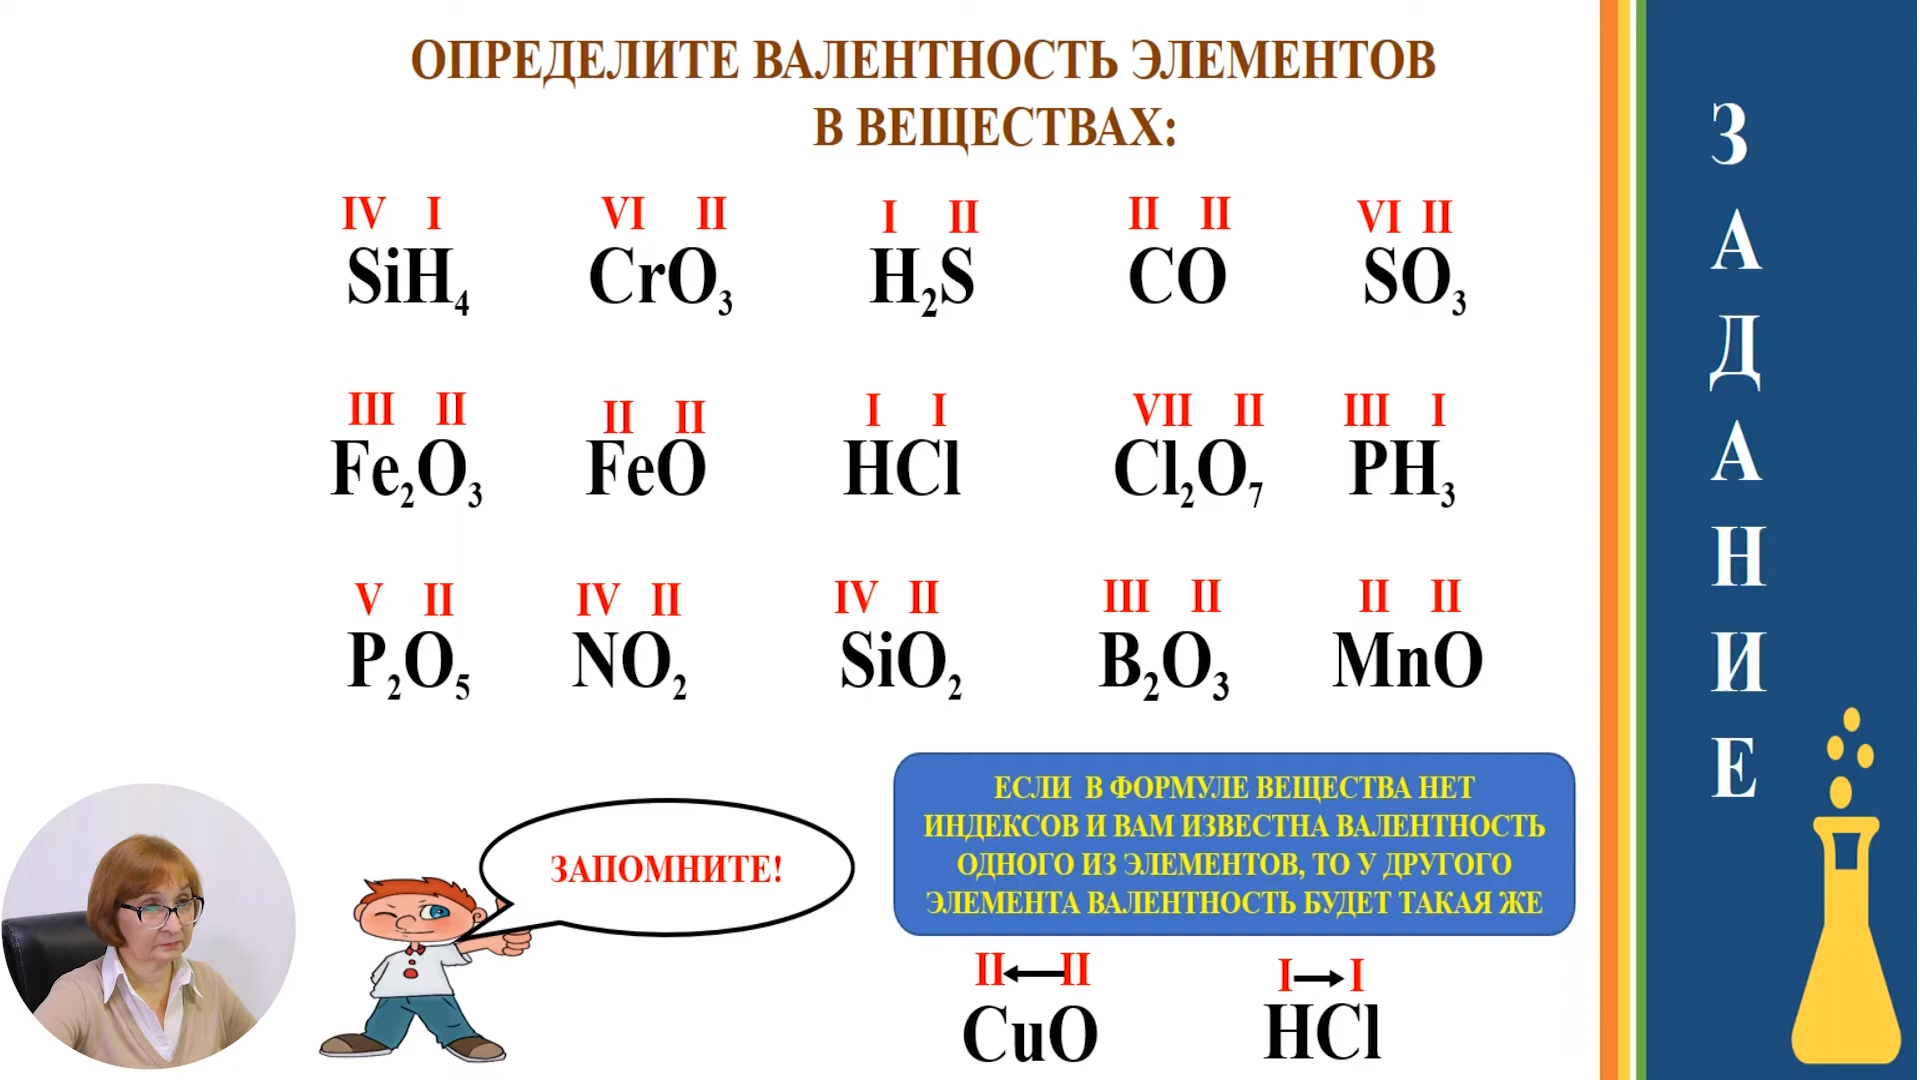 ОПРЕДЕЛИТЕ ВАЛЕНТНОСТЬ ЭЛЕМЕНТОВ
В ВЕЩЕСТВАХ:
IV I VI II I II II II VI II
SiH₄ CrO₃ H₂S CO SO₃
III II II II I I VII II III I
Fe₂O₃ FeO HCl Cl₂O₇ PH₃
V II IV II IV II III II II II
P₂O₅ NO₂ SiO₂ B₂O₃ MnO
ЗАПОМНИТЕ!
ЕСЛИ В ФОРМУЛЕ ВЕЩЕСТВА НЕТ
ИНДЕКСОВ И ВАМ ИЗВЕСТНА ВАЛЕНТНОСТЬ
ОДНОГО ИЗ ЭЛЕМЕНТОВ, ТО У ДРУГОГО
ЭЛЕМЕНТА ВАЛЕНТНОСТЬ БУДЕТ ТАКАЯ ЖЕ
II←II I→I
CuO HCl
З
А
Д
А
Н
И
Е